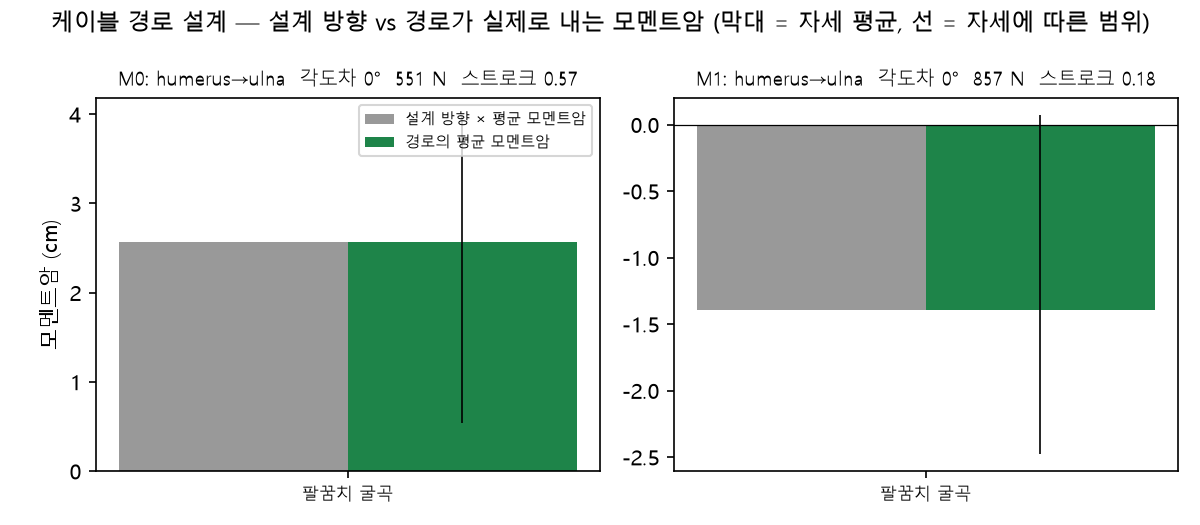 케이블 경로 설계 — 설계 방향 vs 경로가 실제로 내는 모멘트암 (막대 = 자세 평균, 선 = 자세에 따른 범위)
M0: humerus→ulna 각도차 0° 551 N 스트로크 0.57
모멘트암 (cm)
4
3
2
1
0
설계 방향 × 평균 모멘트암
경로의 평균 모멘트암
팔꿈치 굴곡
M1: humerus→ulna 각도차 0° 857 N 스트로크 0.18
0.0
-0.5
-1.0
-1.5
-2.0
-2.5
팔꿈치 굴곡